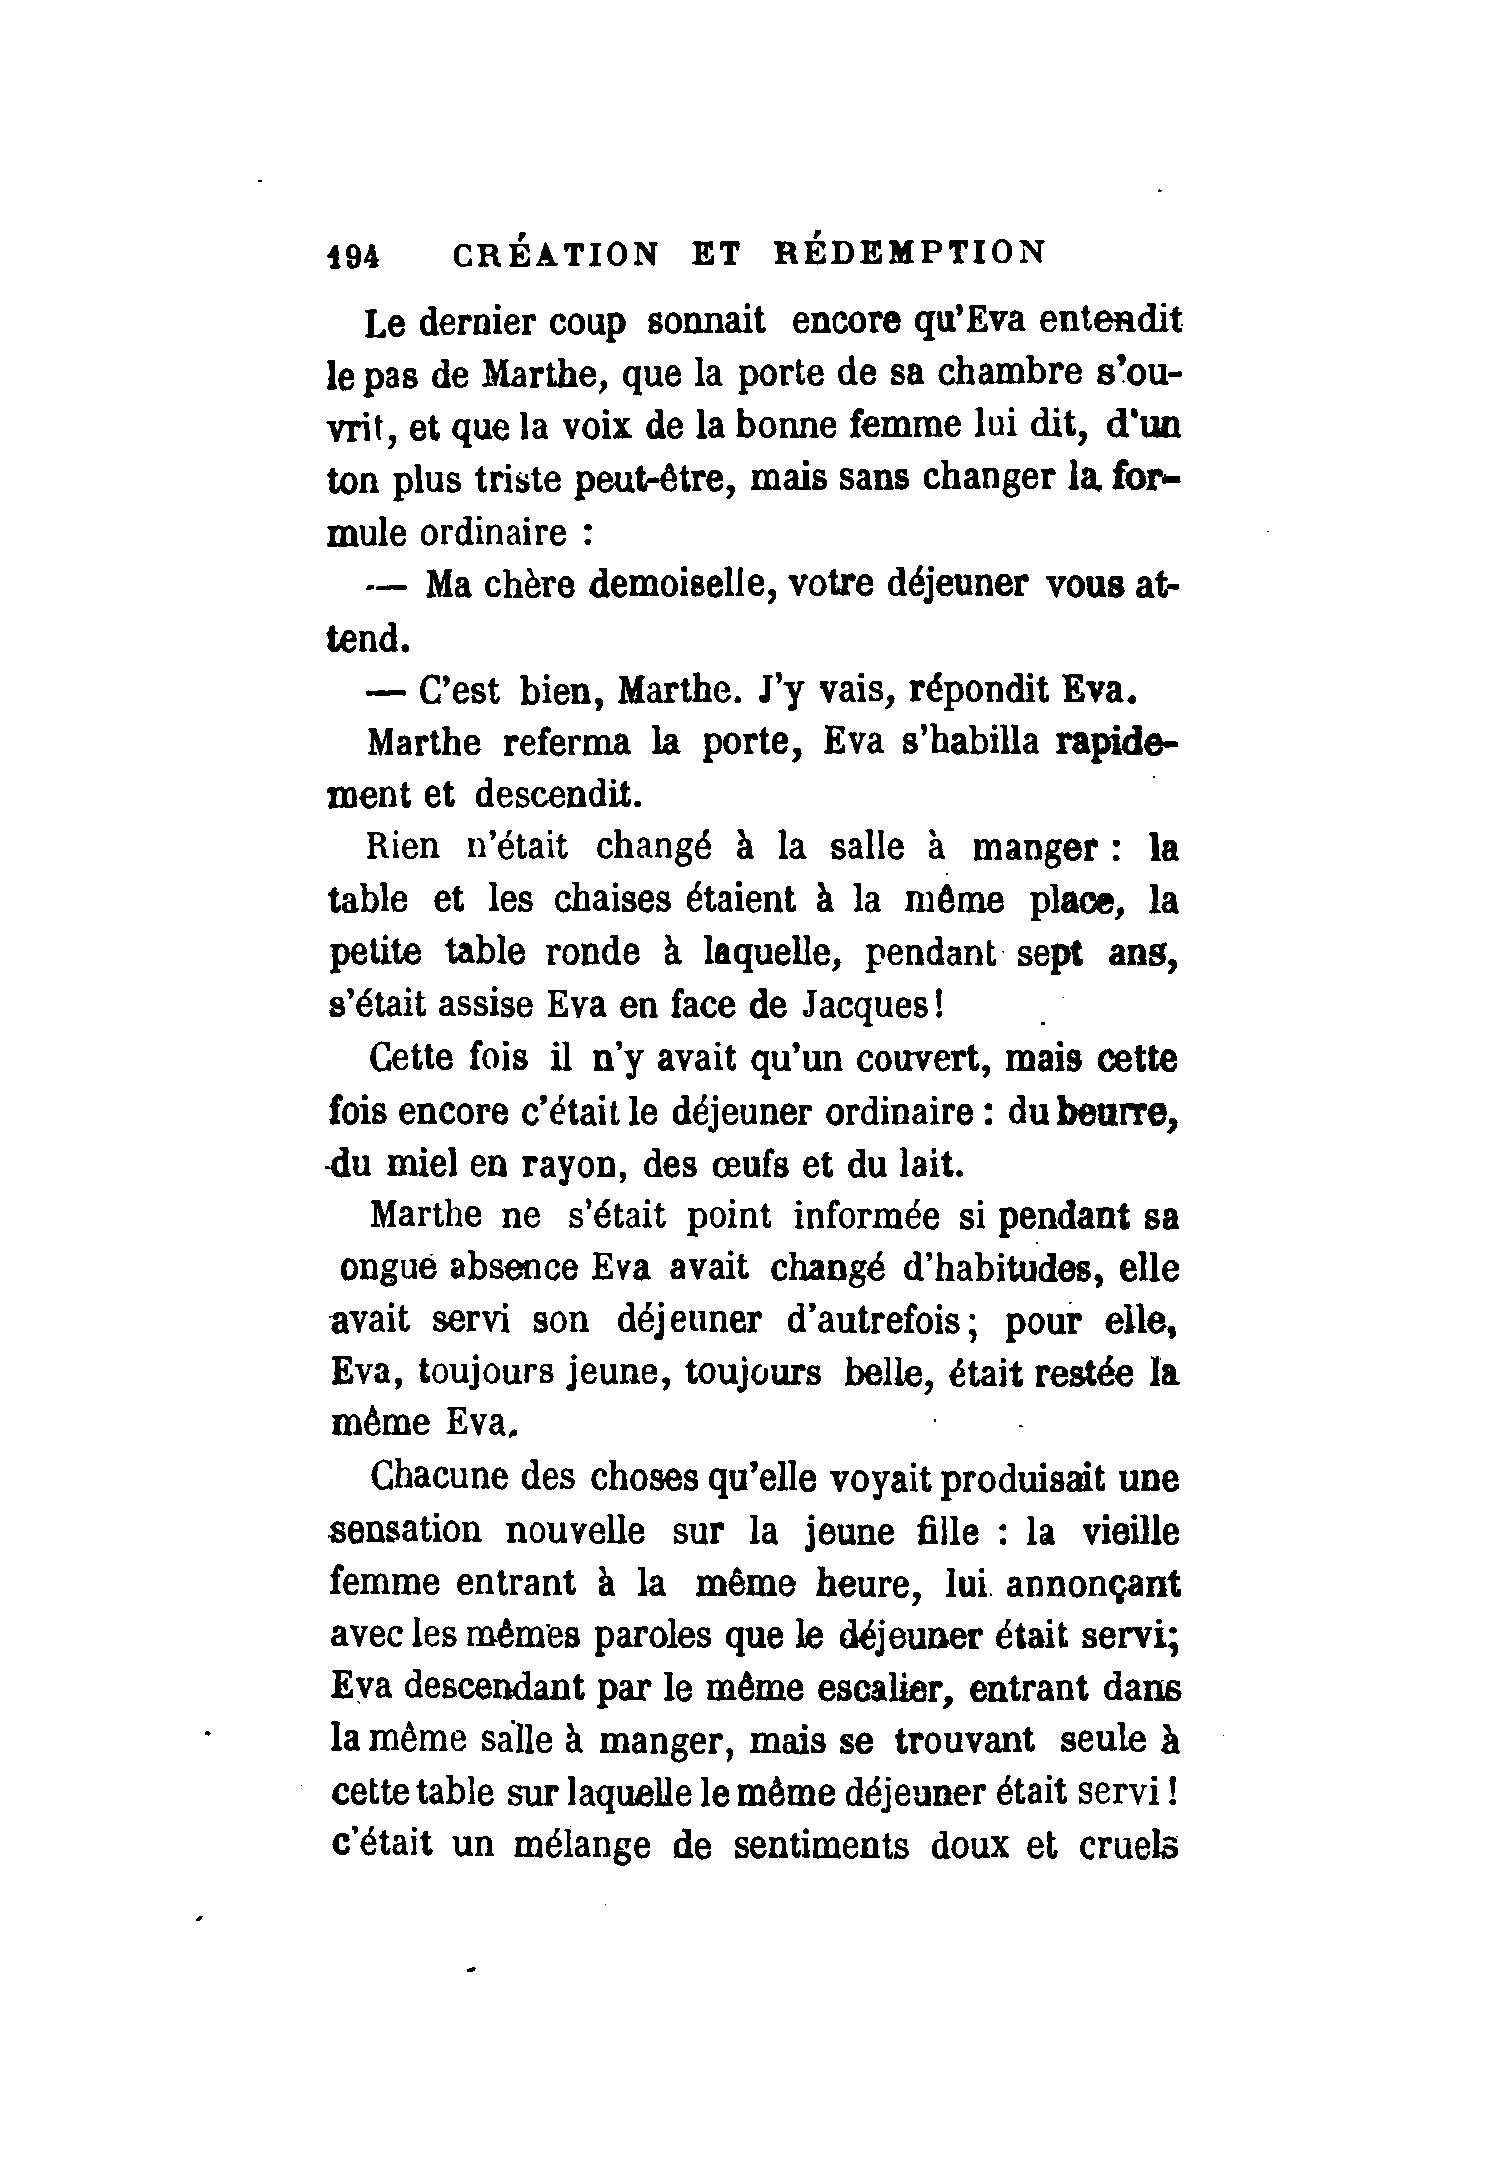 194 CRÉATION ET RÉDEMPTION
Le dernier coup sonnait encore qu'Eva entendit
le pas de Marthe, que la porte de sa chambre s'ou-
vrit, et que la voix de la bonne femme lui dit, d'un
ton plus triste peut-être, mais sans changer la for-
mule ordinaire :
— Ma chère demoiselle, votre déjeuner vous at-
tend.
— C'est bien, Marthe. J'y vais, répondit Eva.
Marthe referma la porte, Eva s'habilla rapide-
ment et descendit.
Rien n'était changé à la salle à manger : la
table et les chaises étaient à la même place, la
petite table ronde à laquelle, pendant sept ans,
s'était assise Eva en face de Jacques!
Cette fois il n'y avait qu'un couvert, mais cette
fois encore c'était le déjeuner ordinaire : du beurre,
du miel en rayon, des œufs et du lait.
Marthe ne s'était point informée si pendant sa
ongue absence Eva avait changé d'habitudes, elle
avait servi son déjeuner d'autrefois; pour elle,
Eva, toujours jeune, toujours belle, était restée la
même Eva.
Chacune des choses qu'elle voyait produisait une
sensation nouvelle sur la jeune fille : la vieille
femme entrant à la même heure, lui annonçant
avec les mêmes paroles que le déjeuner était servi;
Eva descendant par le même escalier, entrant dans
la même salle à manger, mais se trouvant seule à
cette table sur laquelle le même déjeuner était servi !
c'était un mélange de sentiments doux et cruels